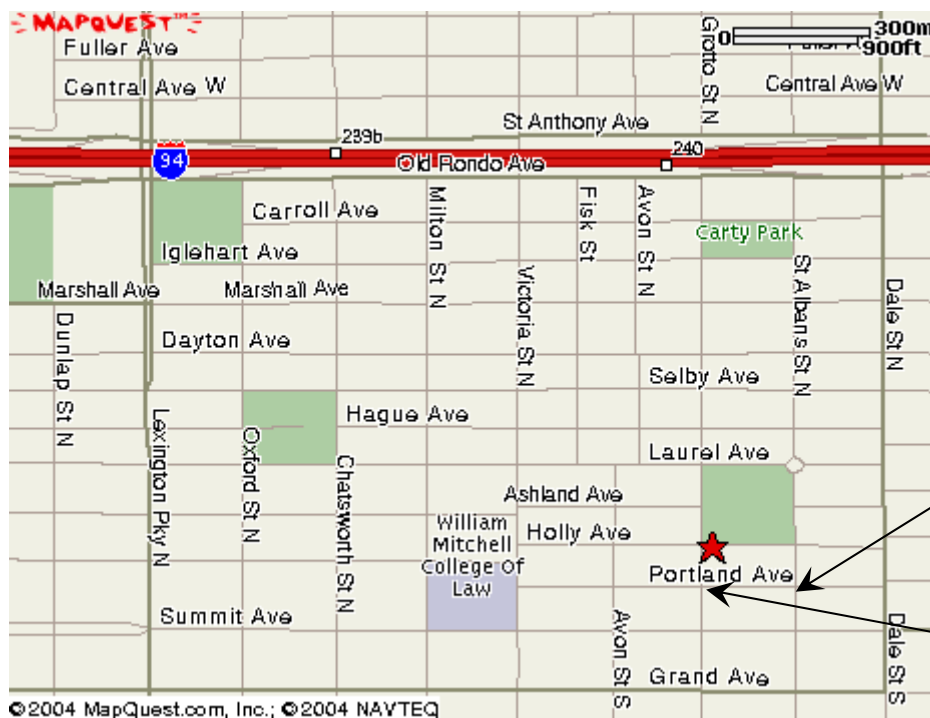 MAPQUEST™
Fuller Ave
Grotto St N
0
300m
900ft
Fuller
Central Ave W
Central Ave W
St Anthony Ave
239b
94
Old Rondo Ave
240
Carroll Ave
Milton St N
Fisk St
Avon St N
Carty Park
Iglehart Ave
St Albans St N
Marshall Ave
Marshall Ave
Victoria St N
Dale St N
Dunlap St N
Dayton Ave
Selby Ave
Hague Ave
Lexington Pky N
Oxford St N
Laurel Ave
Chatsworth St N
Ashland Ave
William
Mitchell
College Of
Law
Holly Ave
Portland Ave
Summit Ave
Avon St S
Dale St S
Grand Ave
©2004 MapQuest.com, Inc.; ©2004 NAVTEQ